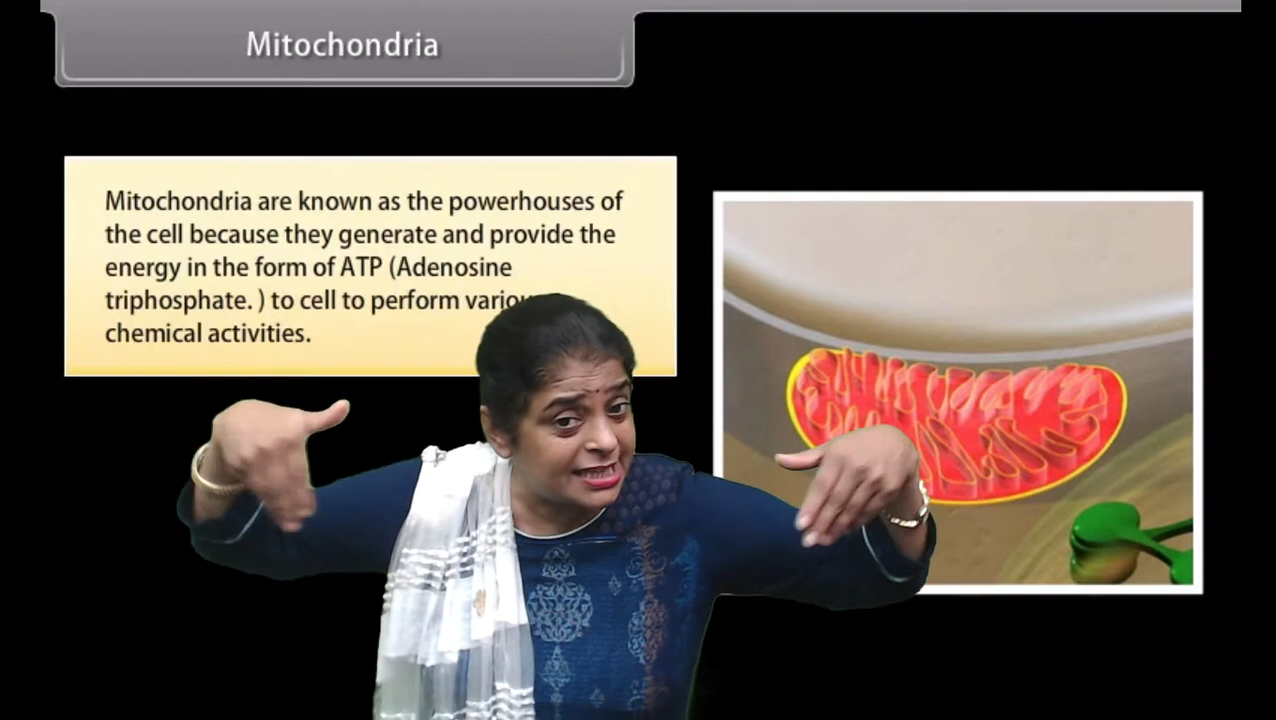 Mitochondria
Mitochondria are known as the powerhouses of
the cell because they generate and provide the
energy in the form of ATP (Adenosine
triphosphate. ) to cell to perform
chemical activities.